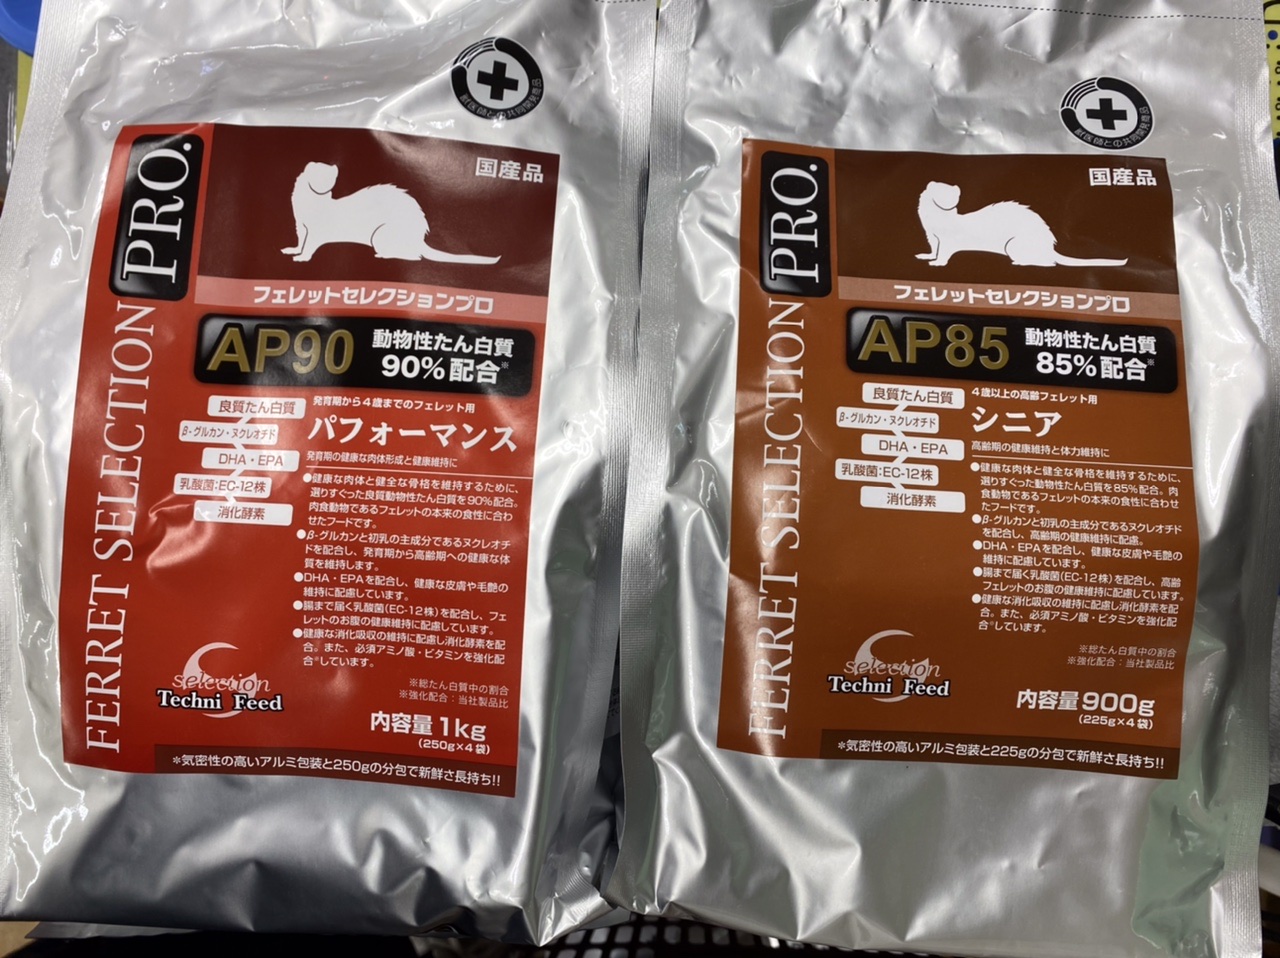 獣医師との共同開発商品
国産品
FERRET SELECTION PRO.
フェレットセレクションプロ
AP90
動物性たん白質
90%配合※
良質たん白質
β-グルカン・ヌクレオチド
DHA・EPA
乳酸菌:EC-12株
消化酵素
発育期から4歳までのフェレット用
パフォーマンス
発育期の健康な肉体形成と健康維持に
●健康な肉体と健全な骨格を維持するために、
選りすぐった良質動物性たん白質を90%配合。
肉食動物であるフェレットの本来の食性に合わ
せたフードです。
●β-グルカンと初乳の主成分であるヌクレオチ
ドを配合し、発育期から高齢期への健康な体
質を維持します。
●DHA・EPAを配合し、健康な皮膚や毛艶の
維持に配慮しています。
●腸まで届く乳酸菌(EC-12株)を配合し、フェ
レットのお腹の健康維持に配慮しています。
●健康な消化吸収の維持に配慮し消化酵素を配
合。また、必須アミノ酸・ビタミンを強化配
合※しています。
※総たん白質中の割合
※強化配合：当社製品比
selection
Techni Feed
内容量 1kg
(250g×4袋)
*気密性の高いアルミ包装と250gの分包で新鮮さ長持ち!!
獣医師との共同開発商品
国産品
FERRET SELECTION PRO.
フェレットセレクションプロ
AP85
動物性たん白質
85%配合※
良質たん白質
β-グルカン・ヌクレオチド
DHA・EPA
乳酸菌:EC-12株
消化酵素
4歳以上の高齢フェレット用
シニア
高齢期の健康維持と体力維持に
●健康な肉体と健全な骨格を維持するために、
選りすぐった動物性たん白質を85%配合。肉
食動物であるフェレットの本来の食性に合わせ
たフードです。
●β-グルカンと初乳の主成分であるヌクレオチド
を配合し、高齢期の健康維持に配慮。
●DHA・EPAを配合し、健康な皮膚や毛艶の
維持に配慮しています。
●腸まで届く乳酸菌(EC-12株)を配合し、高齢
フェレットのお腹の健康維持に配慮しています。
●健康な消化吸収の維持に配慮し消化酵素を配
合。また、必須アミノ酸・ビタミンを強化配
合※しています。
※総たん白質中の割合
※強化配合：当社製品比
selection
Techni Feed
内容量 900g
(225g×4袋)
*気密性の高いアルミ包装と225gの分包で新鮮さ長持ち!!